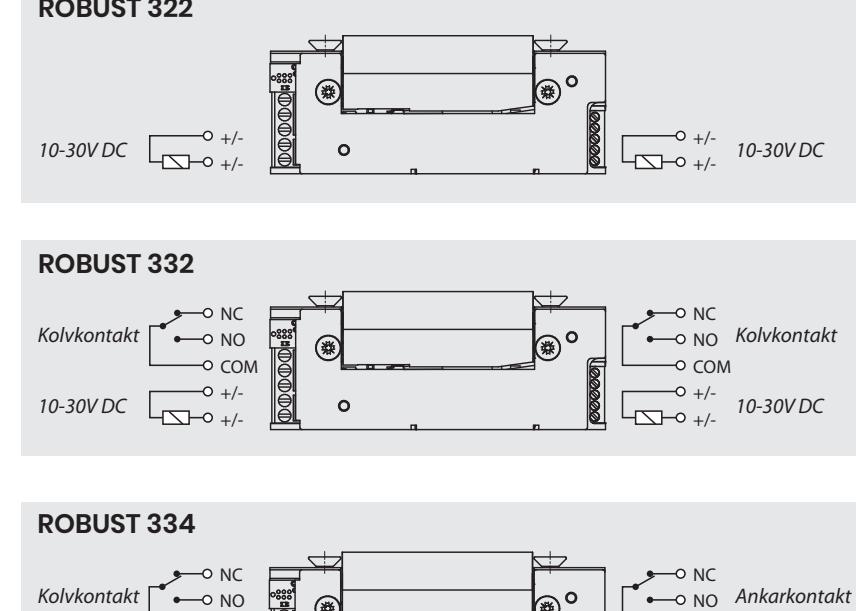 ROBUST 322
10-30V DC
+/-
+/-
+/-
+/-
10-30V DC
ROBUST 332
Kolvkontakt
NC
NO
COM
10-30V DC
+/-
+/-
NC
NO
COM
Kolvkontakt
+/-
+/-
10-30V DC
ROBUST 334
Kolvkontakt
NC
NO
NC
NO
Ankarkontakt